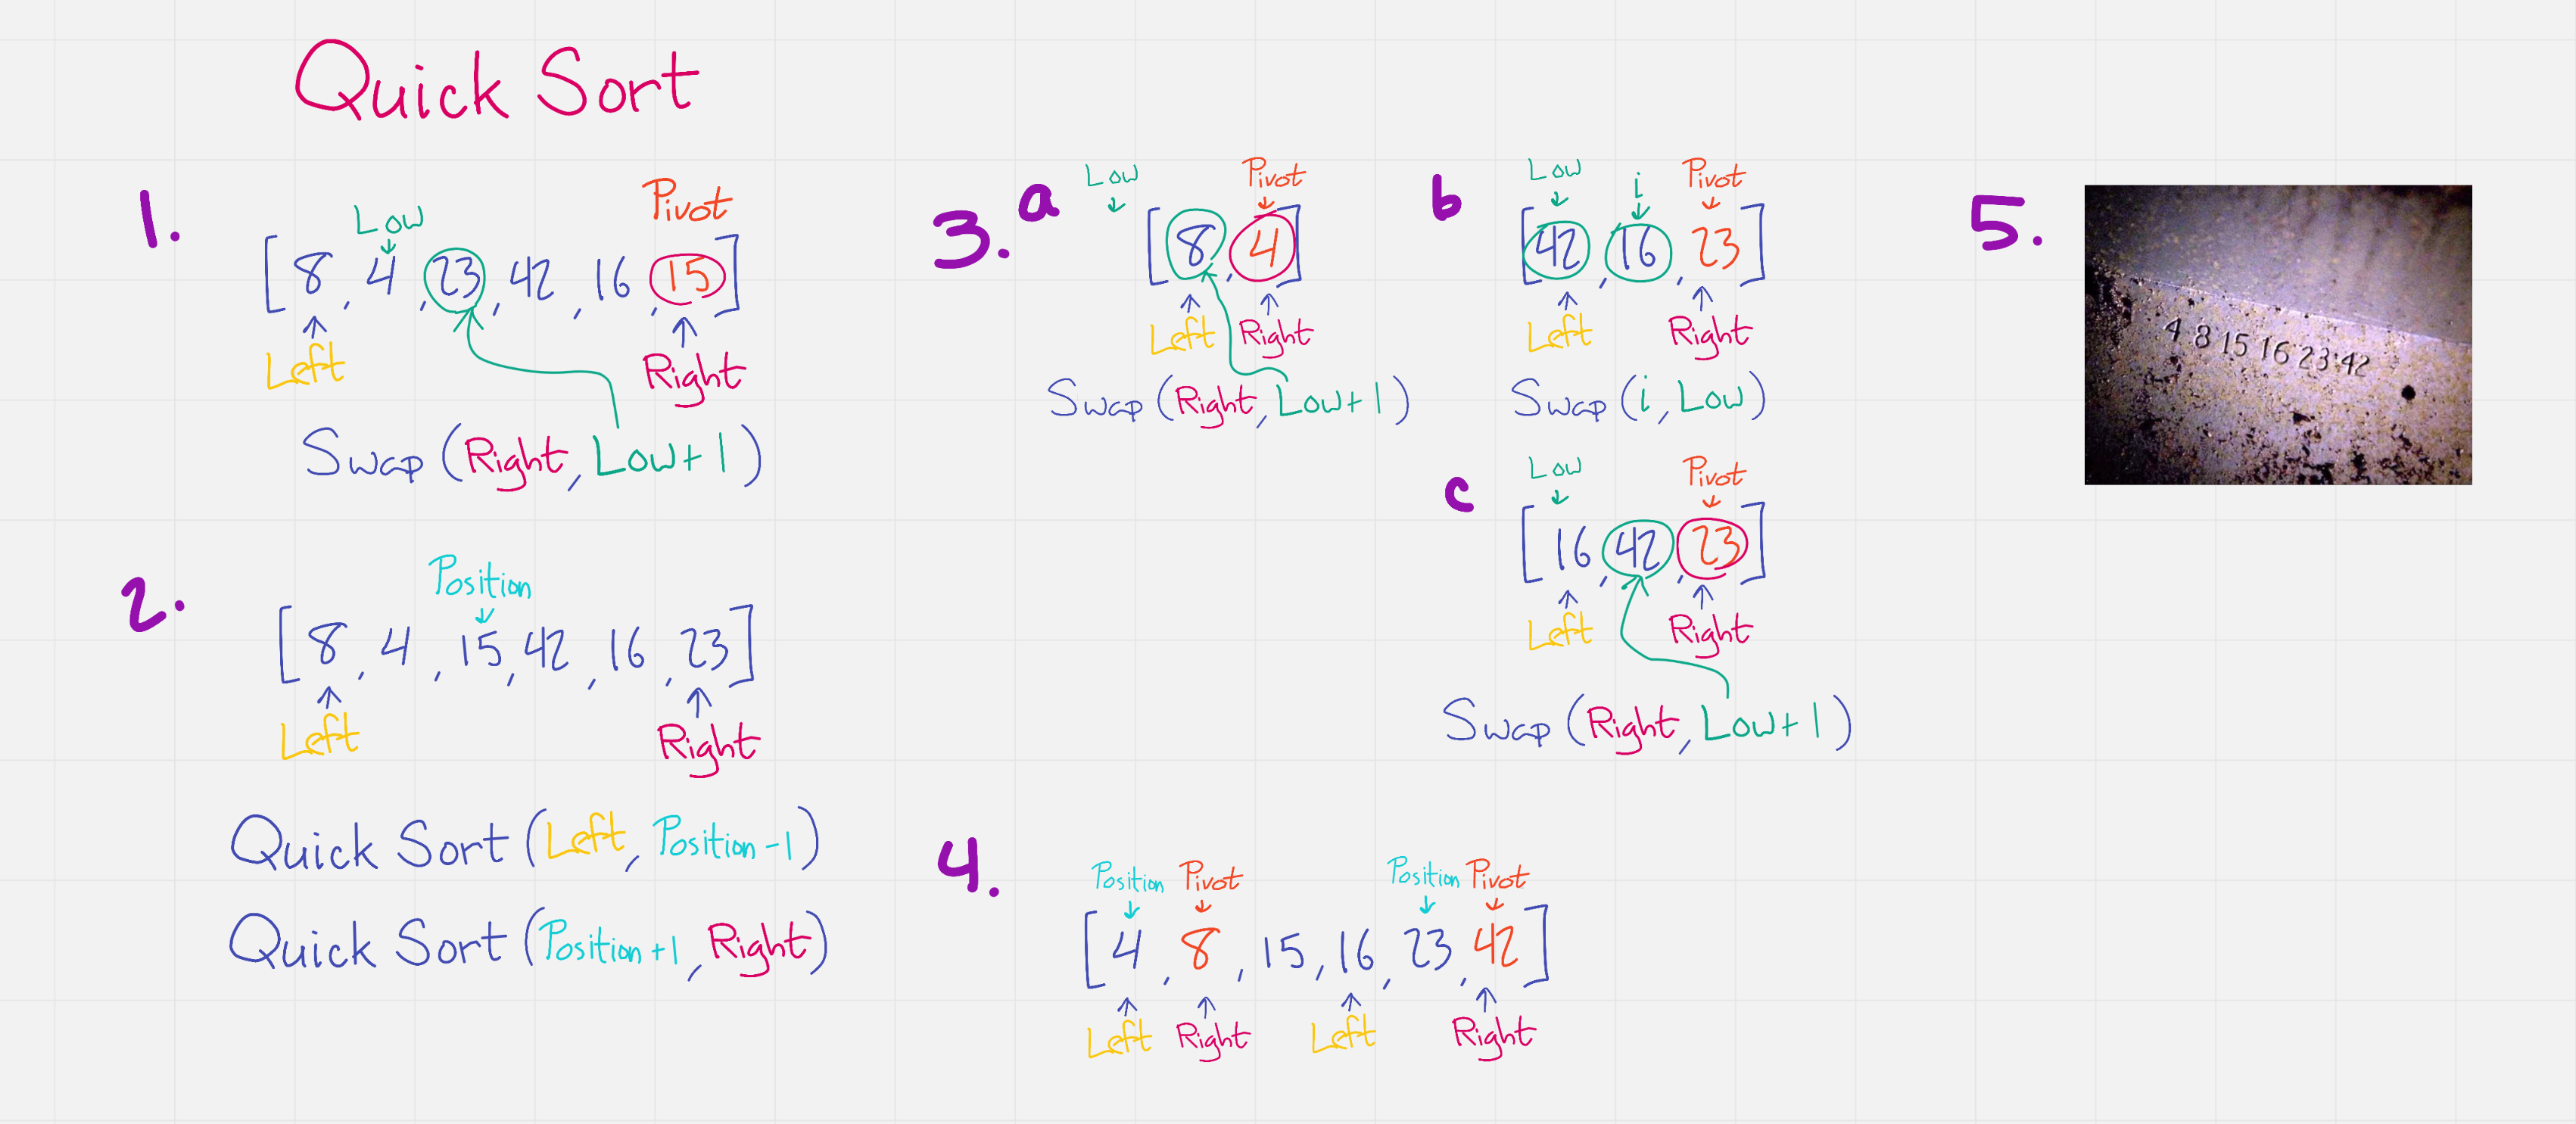 Quick Sort
1.
Low Pivot
[8, 4, 23, 42, 16, 15]
Left Right
Swap (Right, Low+1)
2.
Position
[8, 4, 15, 42, 16, 23]
Left Right
Quick Sort (Left, Position-1)
Quick Sort (Position+1, Right)
3.
a
Low Pivot
[8, 4]
Left Right
Swap (Right, Low+1)
b
Low i Pivot
[42, 16, 23]
Left Right
Swap (i, Low)
c
Low Pivot
[16, 42, 23]
Left Right
Swap (Right, Low+1)
4.
Position Pivot Position Pivot
[4, 8, 15, 16, 23, 42]
Left Right Left Right
5.
4 8 15 16 23:42